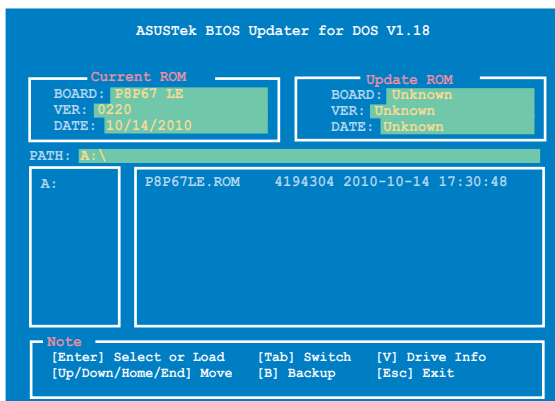 ASUSTek BIOS Updater for DOS V1.18
Current ROM
BOARD: P8P67 LE
VER: 0220
DATE: 10/14/2010
Update ROM
BOARD: Unknown
VER: Unknown
DATE: Unknown
PATH: A:\
A:
P8P67LE.ROM 4194304 2010-10-14 17:30:48
Note
[Enter] Select or Load [Tab] Switch [V] Drive Info
[Up/Down/Home/End] Move [B] Backup [Esc] Exit